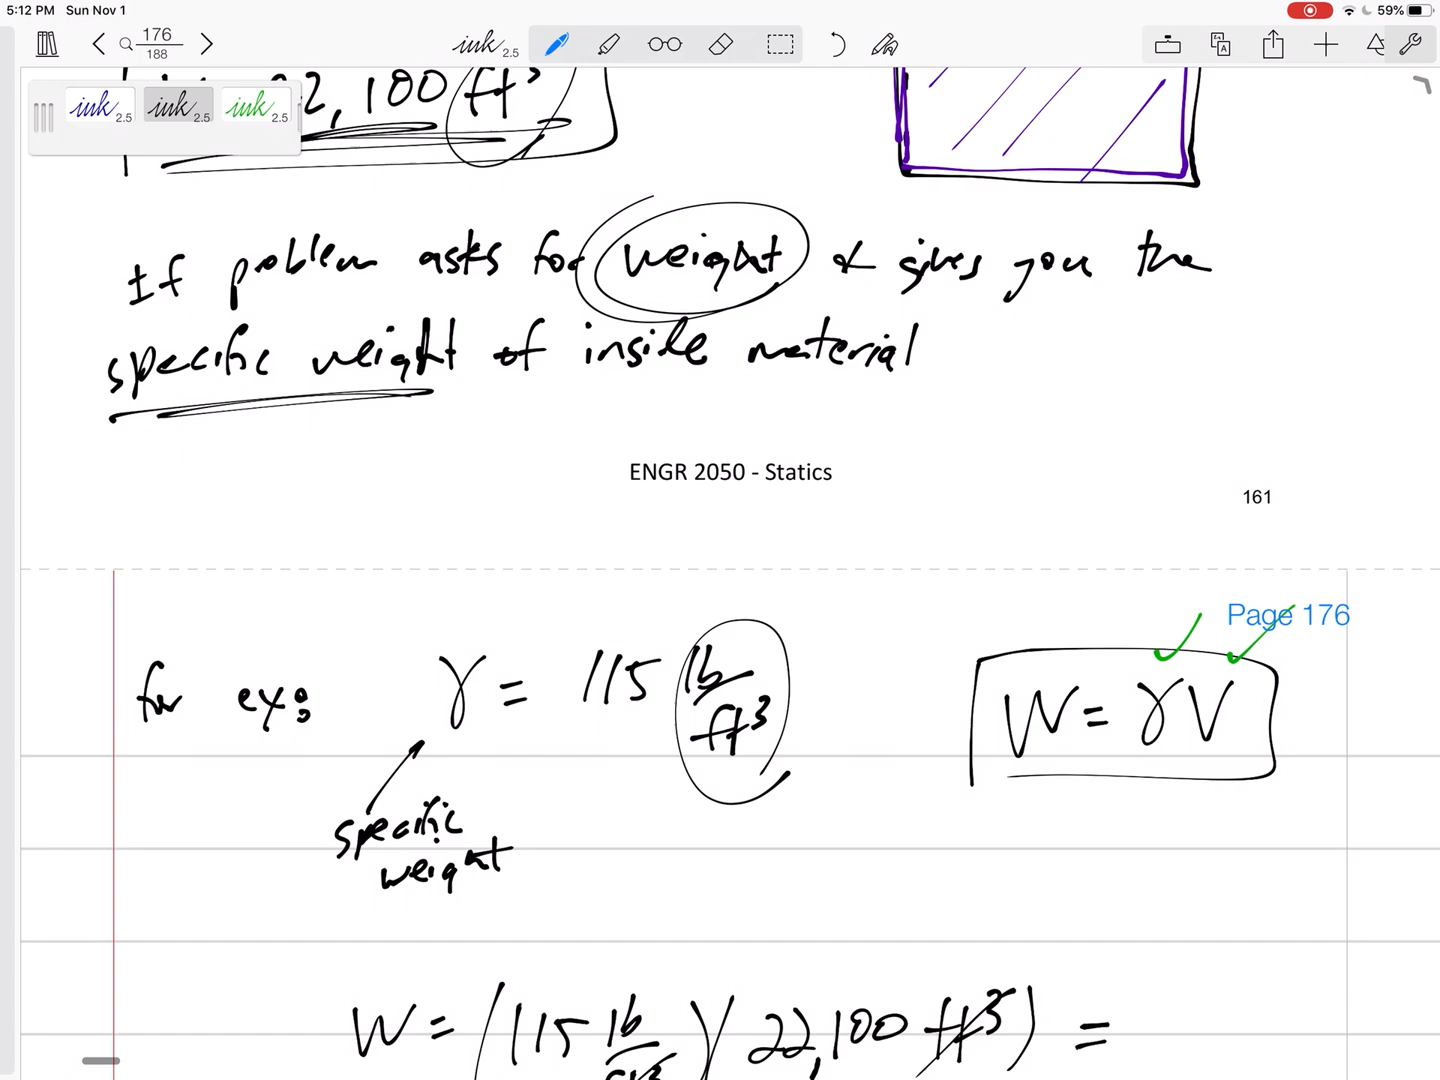 5:12 PM Sun Nov 1
59%
176
188
ink 2.5
ink 2.5 ink 2.5 ink 2.5
2,100 ft³
If problem asks for weight & gives you the
specific weight of inside material
ENGR 2050 - Statics
161
Page 176
for ex: γ = 115 lb/ft³
W = γV
specific
weight
W = (115 lb/ft³)(22,100 ft³) =